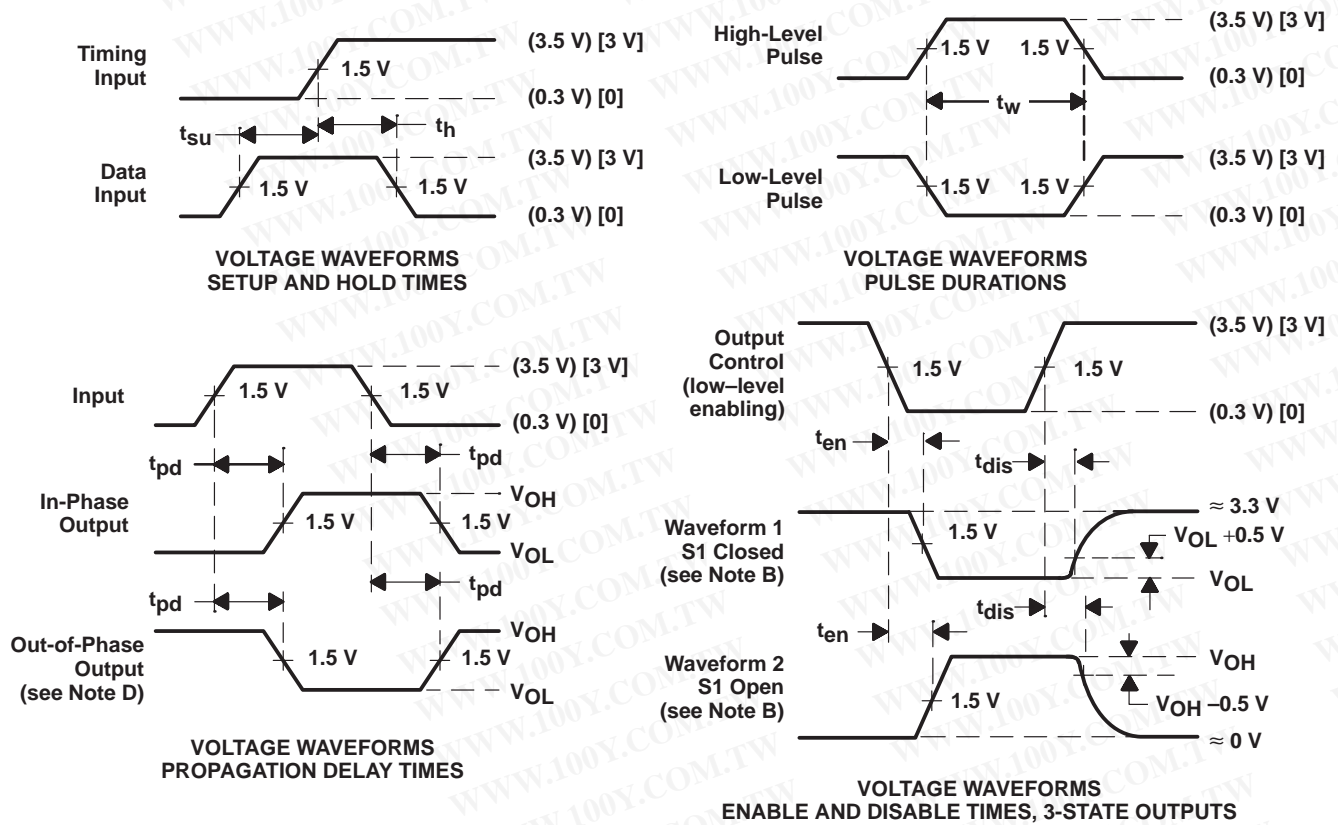 Timing
Input
1.5 V
(3.5 V) [3 V]
(0.3 V) [0]
tsu
th
Data
Input
1.5 V
1.5 V
(3.5 V) [3 V]
(0.3 V) [0]
VOLTAGE WAVEFORMS
SETUP AND HOLD TIMES
High-Level
Pulse
1.5 V
1.5 V
(3.5 V) [3 V]
(0.3 V) [0]
tw
Low-Level
Pulse
1.5 V
1.5 V
(3.5 V) [3 V]
(0.3 V) [0]
VOLTAGE WAVEFORMS
PULSE DURATIONS
Input
1.5 V
1.5 V
(3.5 V) [3 V]
(0.3 V) [0]
tpd
tpd
In-Phase
Output
1.5 V
1.5 V
VOH
VOL
tpd
tpd
Out-of-Phase
Output
(see Note D)
1.5 V
1.5 V
VOH
VOL
VOLTAGE WAVEFORMS
PROPAGATION DELAY TIMES
Output
Control
(low–level
enabling)
1.5 V
1.5 V
(3.5 V) [3 V]
(0.3 V) [0]
ten
tdis
Waveform 1
S1 Closed
(see Note B)
1.5 V
≈ 3.3 V
VOL +0.5 V
VOL
ten
tdis
Waveform 2
S1 Open
(see Note B)
1.5 V
VOH
VOH –0.5 V
≈ 0 V
VOLTAGE WAVEFORMS
ENABLE AND DISABLE TIMES, 3-STATE OUTPUTS
WWW.100Y.COM.TW